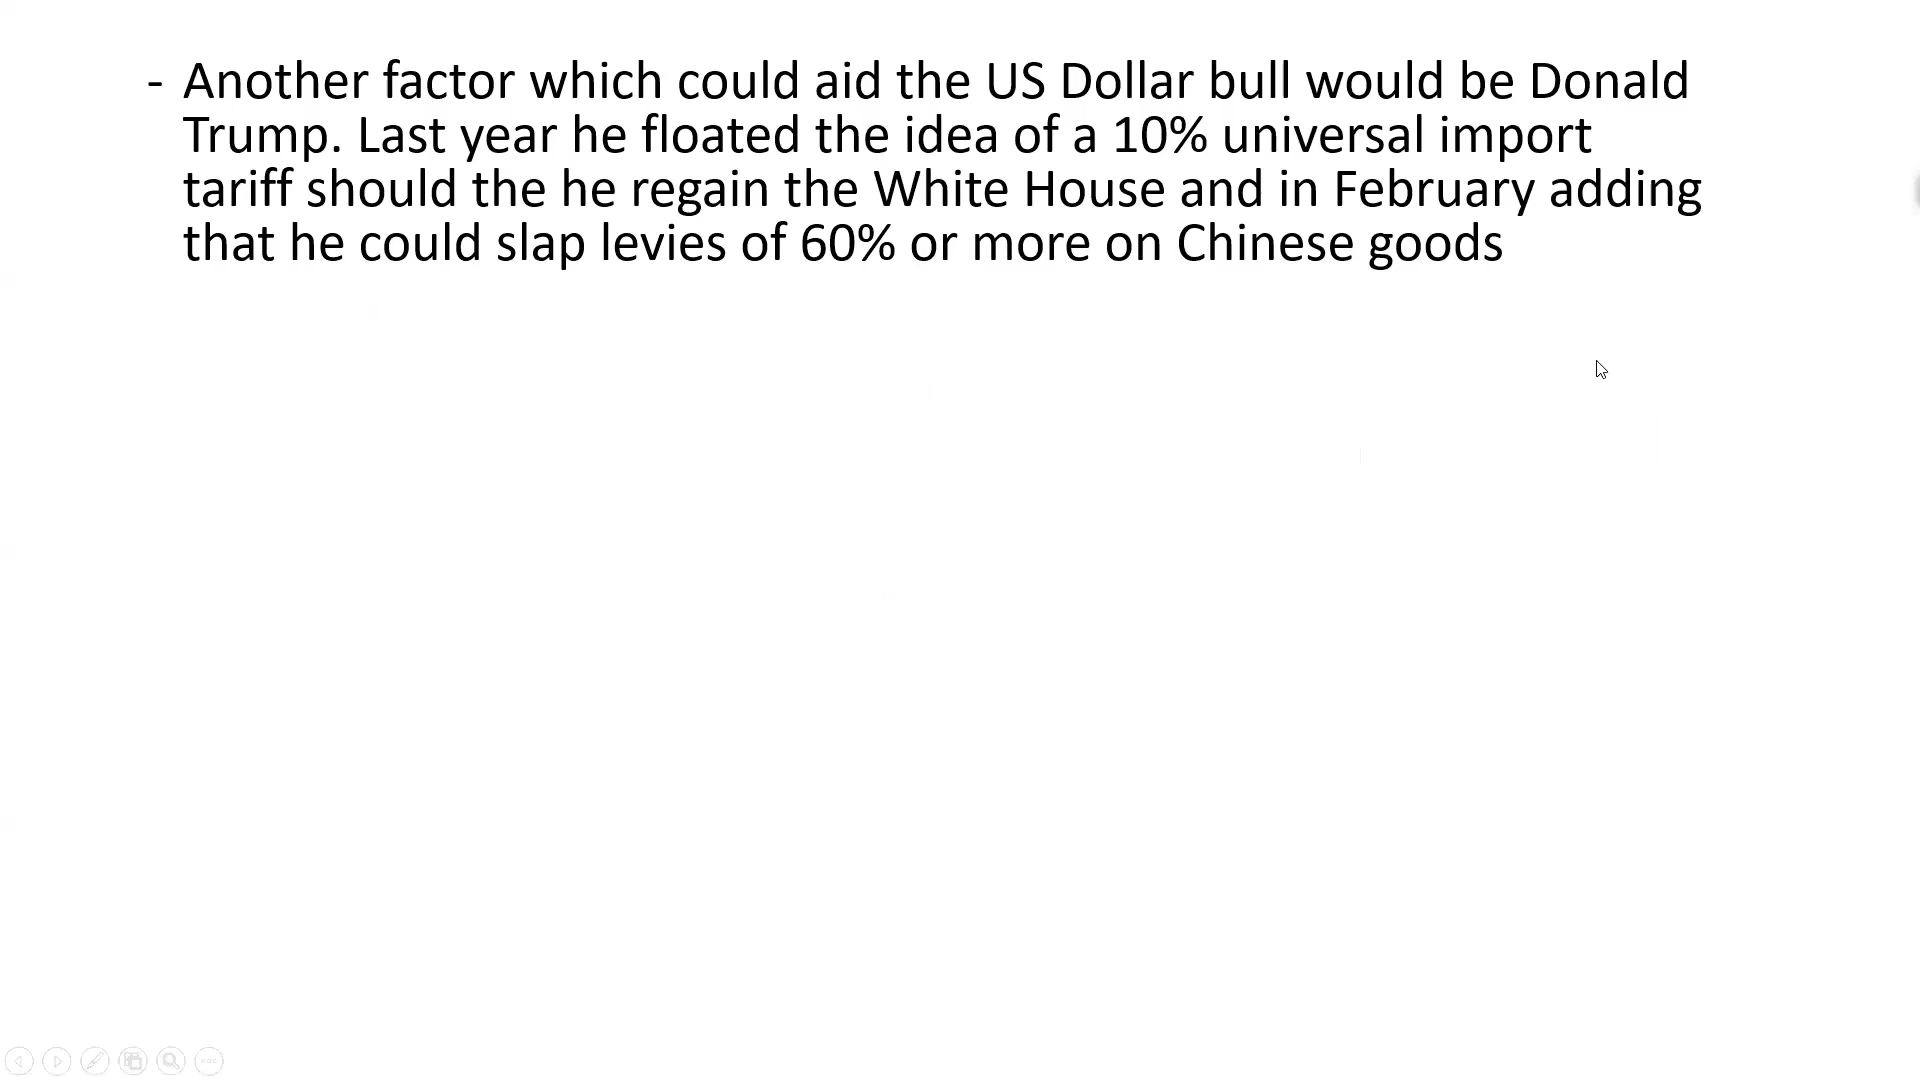 - Another factor which could aid the US Dollar bull would be Donald
Trump. Last year he floated the idea of a 10% universal import
tariff should the he regain the White House and in February adding
that he could slap levies of 60% or more on Chinese goods